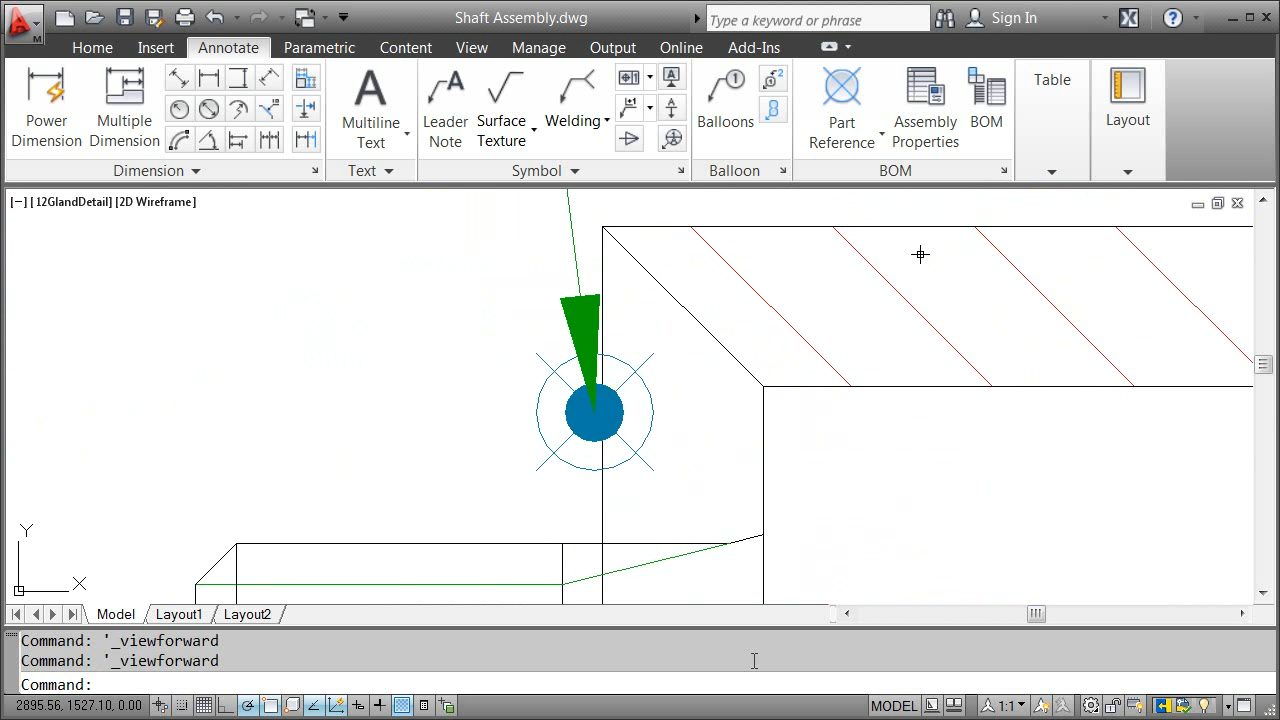 Shaft Assembly.dwg
Type a keyword or phrase
Sign In
M
Home Insert Annotate Parametric Content View Manage Output Online Add-Ins
Power Dimension
Multiple Dimension
Multiline Text
Leader Note
Surface Texture
Welding
Balloons
Part Reference
Assembly Properties
BOM
Table
Layout
Dimension Text Symbol Balloon BOM
[−] [ 12GlandDetail] [2D Wireframe]
Y
X
Model Layout1 Layout2
Command: '_viewforward
Command: '_viewforward
Command:
2895.56, 1527.10, 0.00 MODEL 1:1